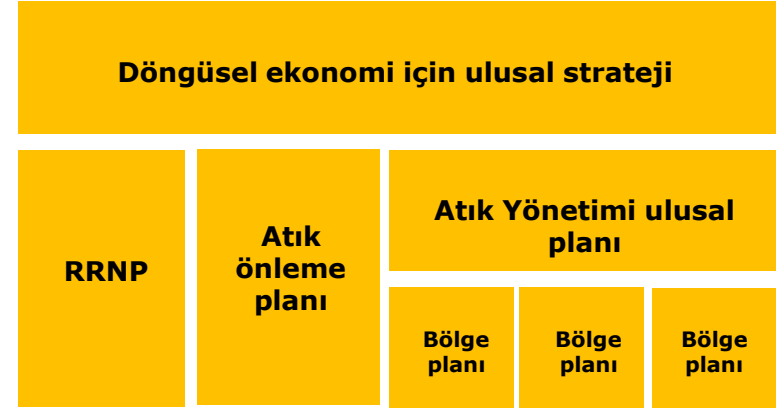 Döngüsel ekonomi için ulusal strateji
RRNP
Atık
önleme
planı
Atık Yönetimi ulusal
planı
Bölge
planı
Bölge
planı
Bölge
planı